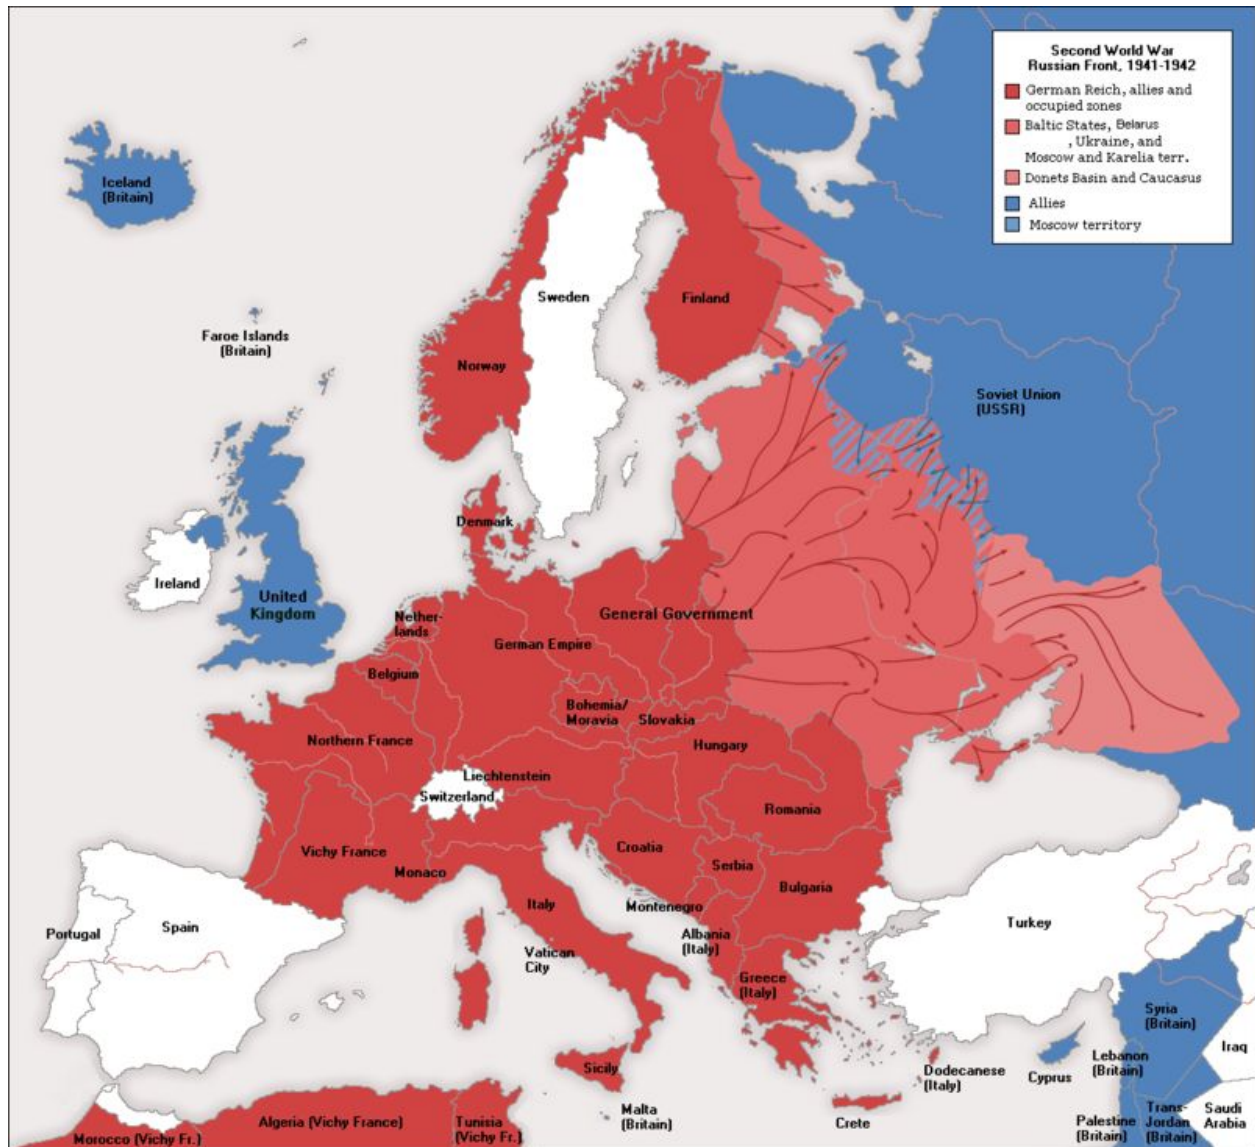 Second World War
Russian Front, 1941-1942
German Reich, allies and
occupied zones
Baltic States, Belarus
, Ukraine, and
Moscow and Karelia terr.
Donets Basin and Caucasus
Allies
Moscow territory
Iceland
(Britain)
Faroe Islands
(Britain)
Sweden
Finland
Norway
Soviet Union
(USSR)
Denmark
Ireland
United
Kingdom
Nether-
lands
General Government
German Empire
Belgium
Bohemia/
Moravia
Slovakia
Northern France
Hungary
Liechtenstein
Switzerland
Romania
Vichy France
Croatia
Serbia
Monaco
Bulgaria
Italy
Montenegro
Portugal
Spain
Turkey
Albania
(Italy)
Vatican
City
Greece
(Italy)
Syria
(Britain)
Iraq
Sicily
Dodecanese
(Italy)
Cyprus
Lebanon
(Britain)
Malta
(Britain)
Crete
Palestine
(Britain)
Trans-
Jordan
(Britain)
Saudi
Arabia
Morocco (Vichy Fr.)
Algeria (Vichy France)
Tunisia
(Vichy Fr.)